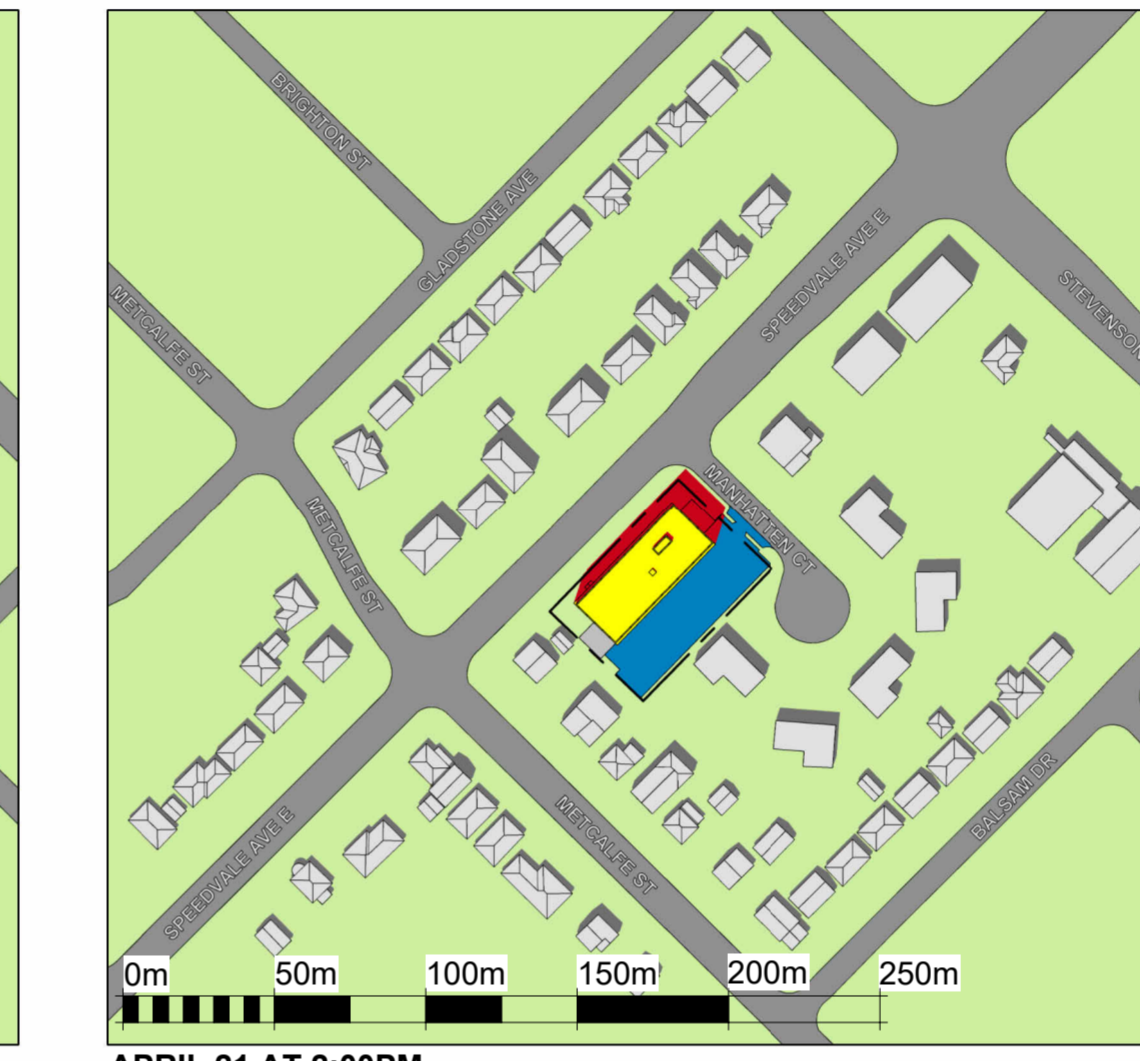 BRIGHTON ST
GLADSTONE AVE
METCALFE ST
SPEEDVALE AVE E
STEVENSON
METCALFE ST
MANHATTEN CT
SPEEDVALE AVE E
METCALFE ST
BALSAM DR
0m 50m 100m 150m 200m 250m